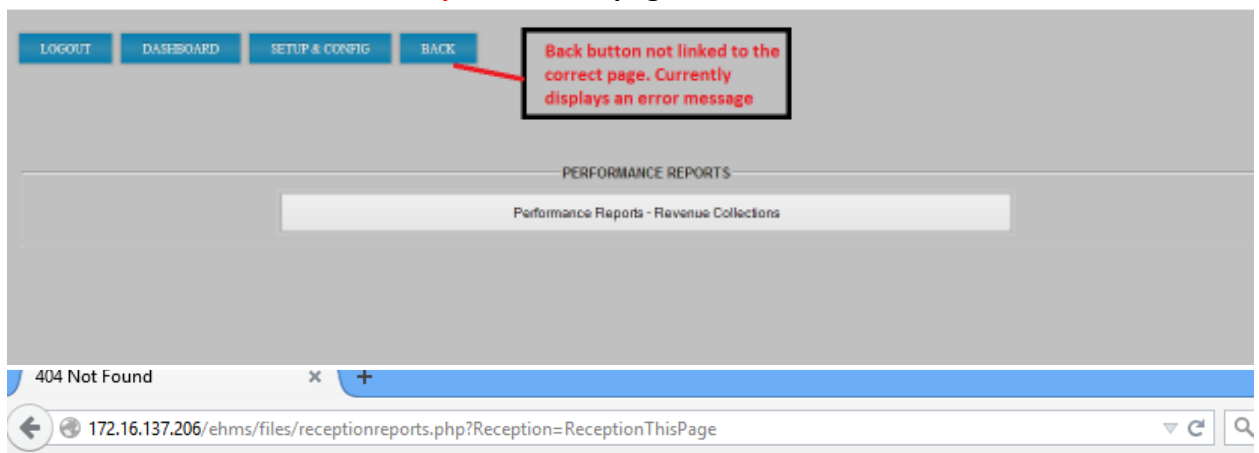 LOGOUT DASHBOARD SETUP & CONFIG BACK
Back button not linked to the
correct page. Currently
displays an error message
PERFORMANCE REPORTS
Performance Reports - Revenue Collections
404 Not Found × +
172.16.137.206/ehms/files/receptionreports.php?Reception=ReceptionThisPage